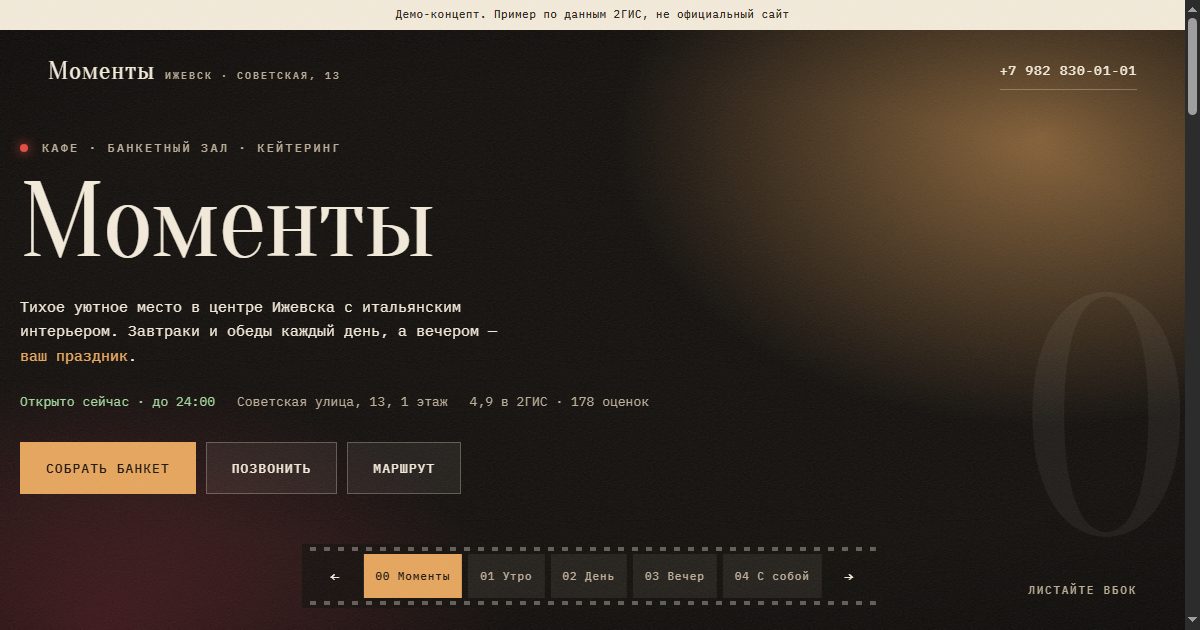 Демо-концепт. Пример по данным 2ГИС, не официальный сайт
Моменты ИЖЕВСК · СОВЕТСКАЯ, 13
+7 982 830-01-01
КАФЕ · БАНКЕТНЫЙ ЗАЛ · КЕЙТЕРИНГ
Моменты
Тихое уютное место в центре Ижевска с итальянским
интерьером. Завтраки и обеды каждый день, а вечером —
ваш праздник.
Открыто сейчас · до 24:00 Советская улица, 13, 1 этаж 4,9 в 2ГИС · 178 оценок
СОБРАТЬ БАНКЕТ ПОЗВОНИТЬ МАРШРУТ
0
← 00 Моменты 01 Утро 02 День 03 Вечер 04 С собой →
ЛИСТАЙТЕ ВБОК